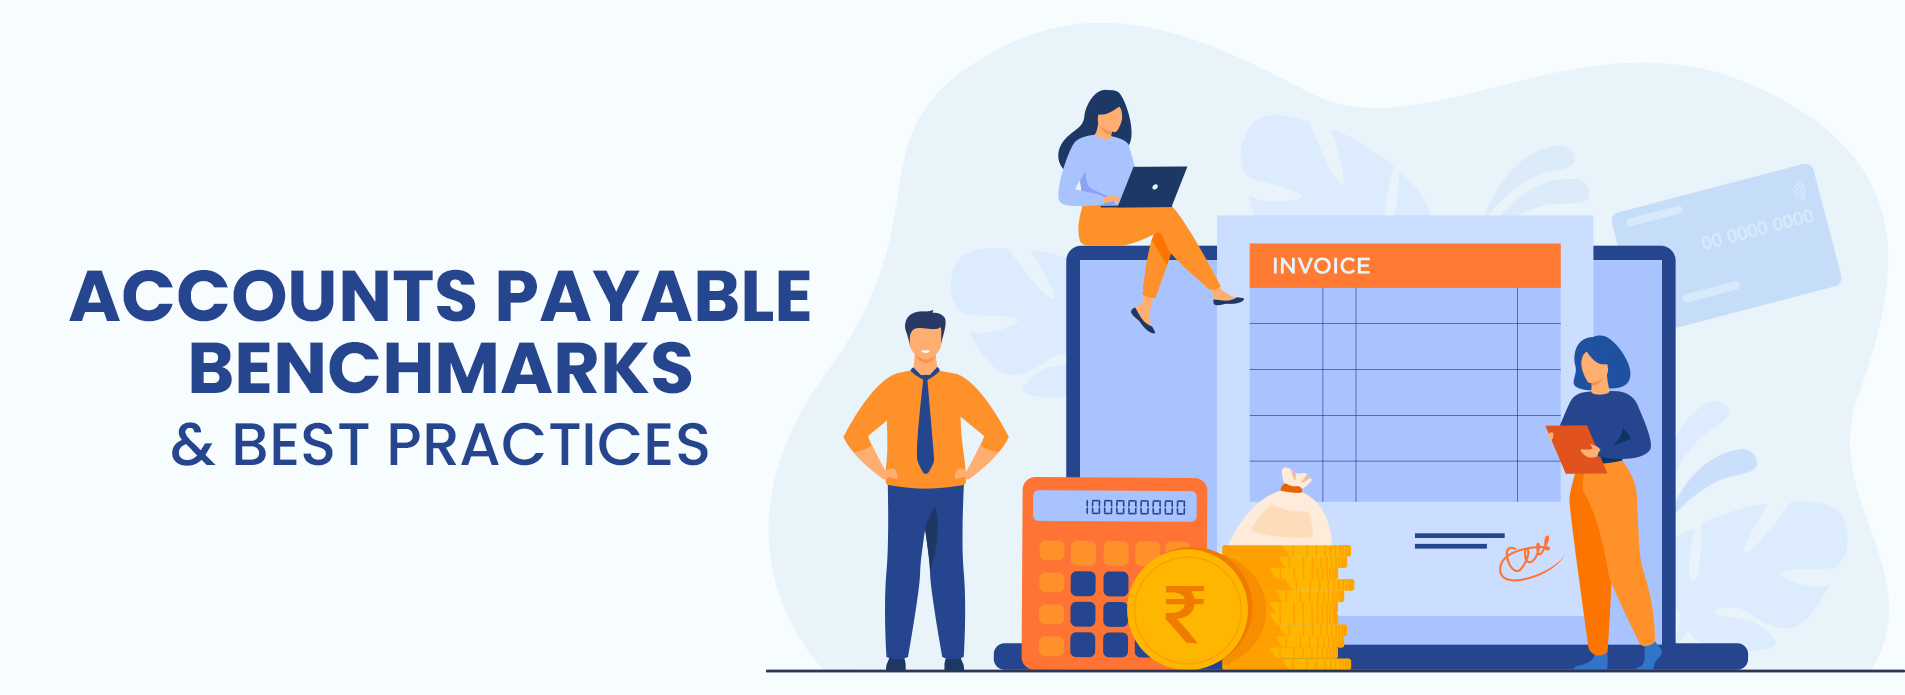 ACCOUNTS PAYABLE
BENCHMARKS
& BEST PRACTICES
INVOICE
00 0000 0000
100000000
₹